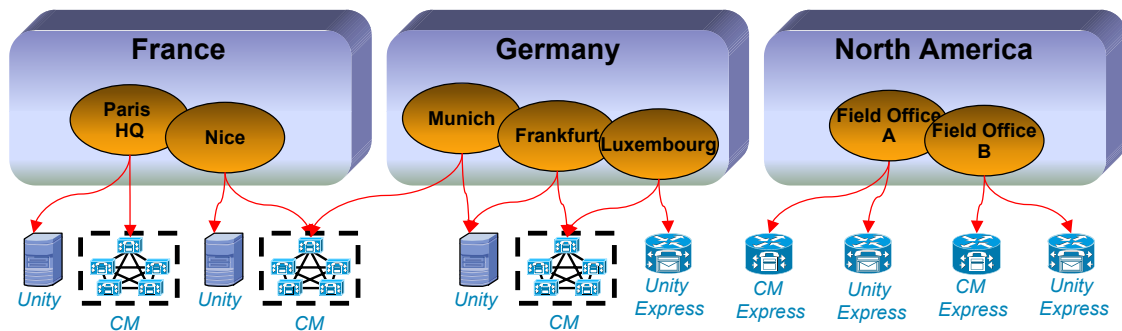 France
Germany
North America
Paris
HQ
Nice
Munich
Frankfurt
Luxembourg
Field Office
A
Field Office
B
Unity
CM
Unity
CM
Unity
CM
Unity
Express
CM
Express
Unity
Express
CM
Express
Unity
Express